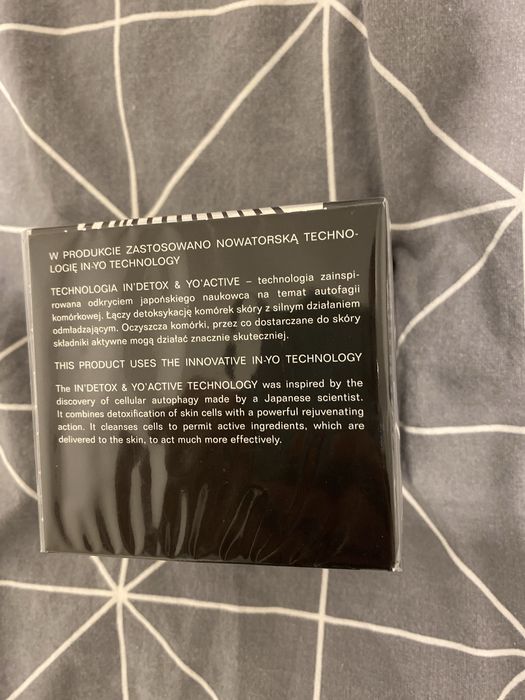 W PRODUKCIE ZASTOSOWANO NOWATORSKĄ TECHNO-
LOGIĘ IN-YO TECHNOLOGY
TECHNOLOGIA IN'DETOX & YO'ACTIVE – technologia zainspi-
rowana odkryciem japońskiego naukowca na temat autofagii
komórkowej. Łączy detoksykację komórek skóry z silnym działaniem
odmładzającym. Oczyszcza komórki, przez co dostarczane do skóry
składniki aktywne mogą działać znacznie skuteczniej.
THIS PRODUCT USES THE INNOVATIVE IN-YO TECHNOLOGY
The IN'DETOX & YO'ACTIVE TECHNOLOGY was inspired by the
discovery of cellular autophagy made by a Japanese scientist.
It combines detoxification of skin cells with a powerful rejuvenating
action. It cleanses cells to permit active ingredients, which are
delivered to the skin, to act much more effectively.